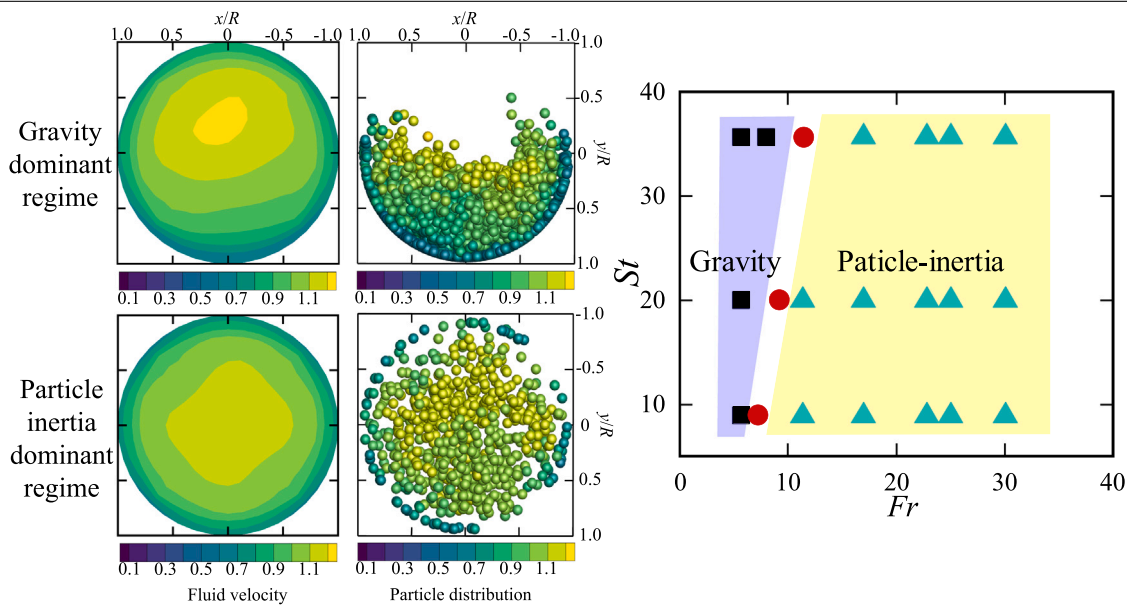 x/R
1.0 0.5 0 -0.5 -1.0
x/R
1.0 0.5 0 -0.5 -1.0
Gravity
dominant
regime
1.0
0.5
0
0.5
1.0
y/R
0.1 0.3 0.5 0.7 0.9 1.1
0.1 0.3 0.5 0.7 0.9 1.1
Particle
inertia
dominant
regime
-1.0
-0.5
0
0.5
1.0
y/R
0.1 0.3 0.5 0.7 0.9 1.1
0.1 0.3 0.5 0.7 0.9 1.1
Fluid velocity
Particle distribution
40
30
20
10
St
Gravity
Paticle-inertia
0 10 20 30 40
Fr